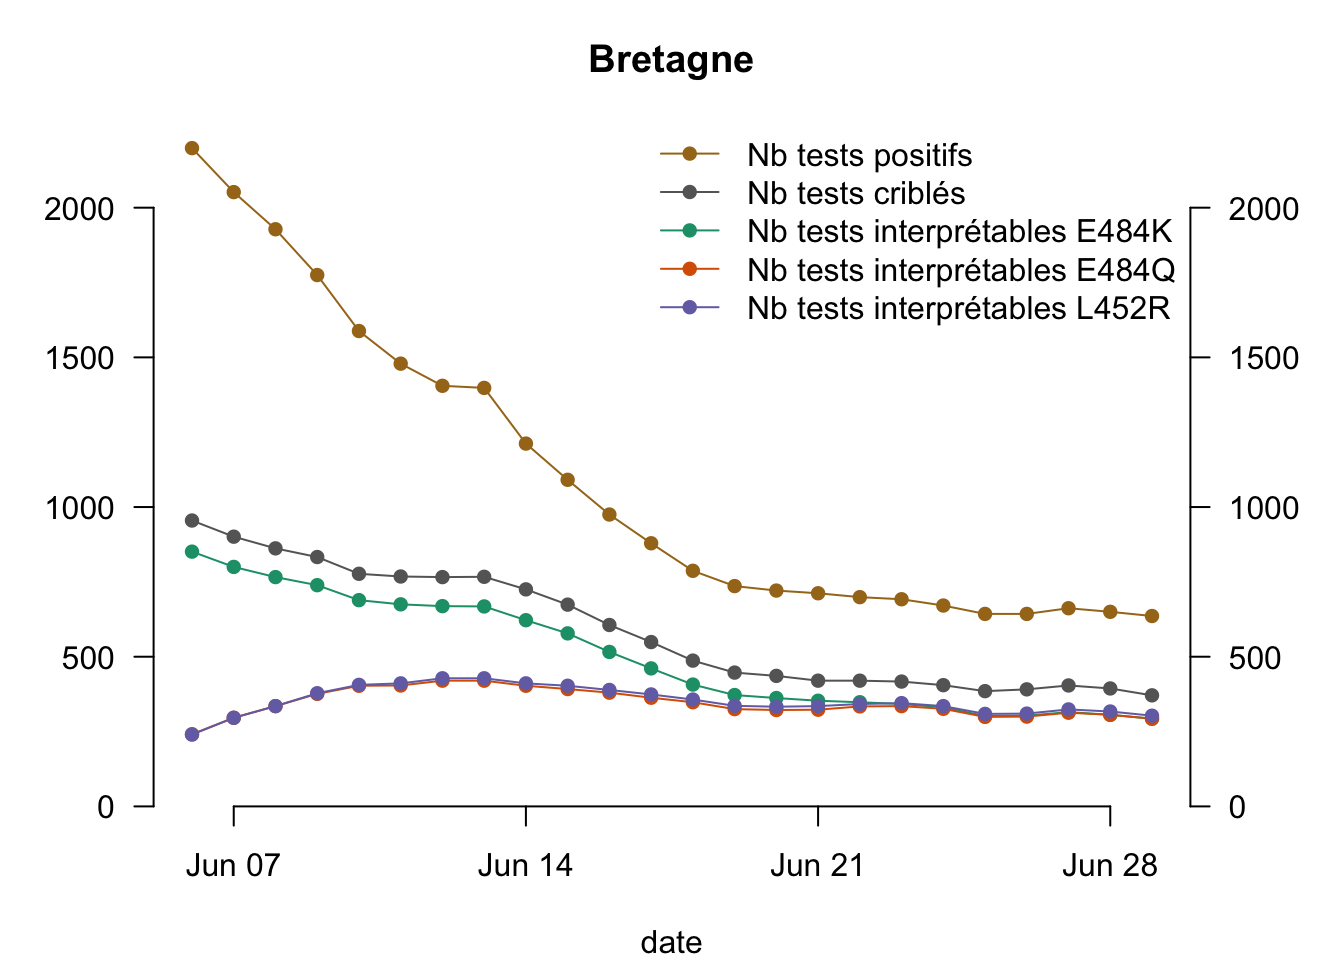 Bretagne
Nb tests positifs
Nb tests criblés
Nb tests interprétables E484K
Nb tests interprétables E484Q
Nb tests interprétables L452R
2000
1500
1000
500
0
2000
1500
1000
500
0
Jun 07 Jun 14 Jun 21 Jun 28
date